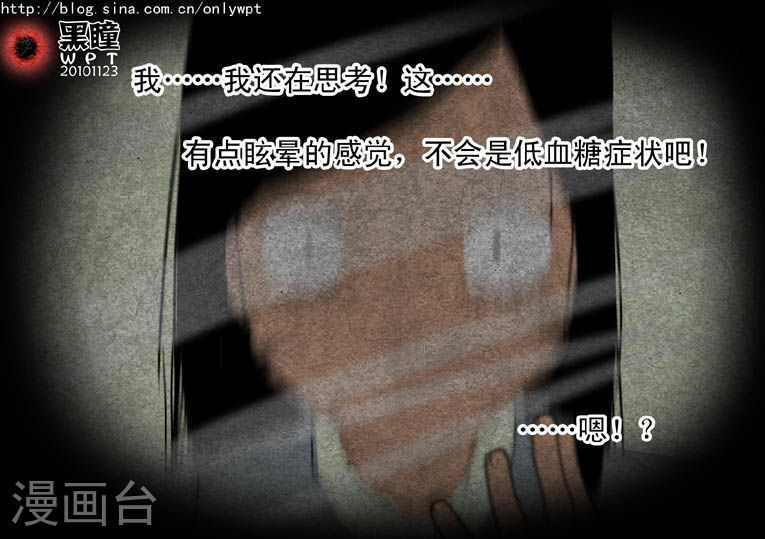 http://blog.sina.com.cn/onlywpt
黑瞳
WPT
20101123
我……我还在思考！这……
有点眩晕的感觉，不会是低血糖症状吧！
……嗯！？
漫画台